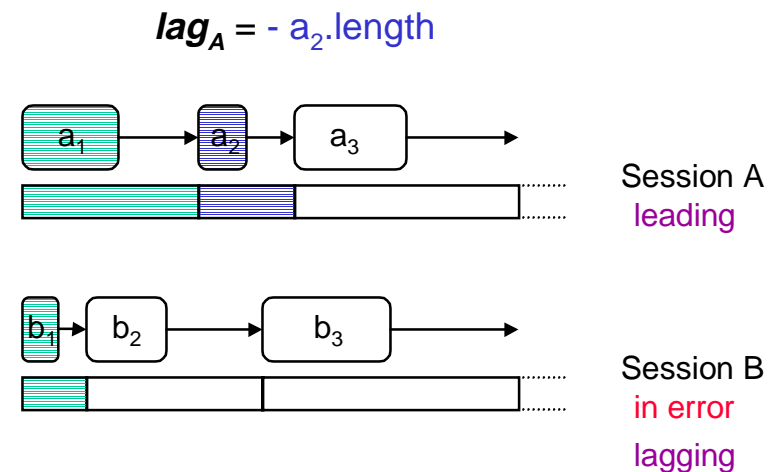 lag_A = - a_2.length
a_1 a_2 a_3
Session A
leading
b_1 b_2 b_3
Session B
in error
lagging